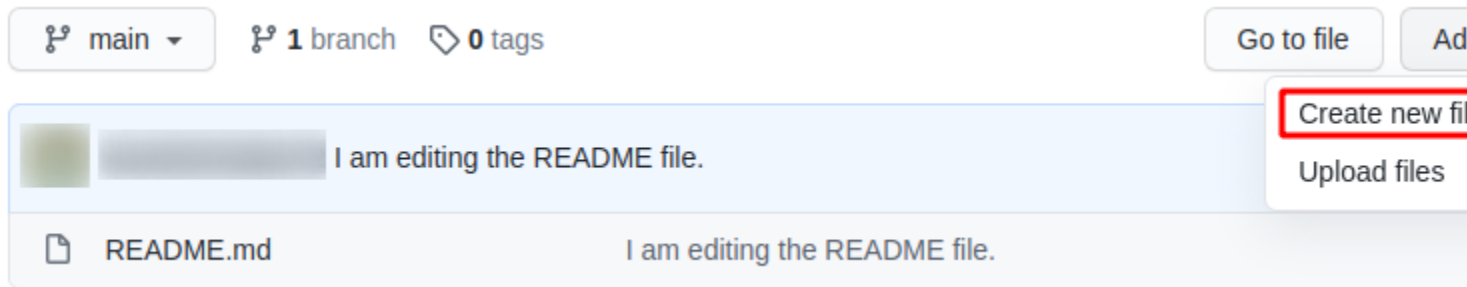 main 1 branch 0 tags Go to file Ad
Create new fil
I am editing the README file.
Upload files
README.md I am editing the README file.